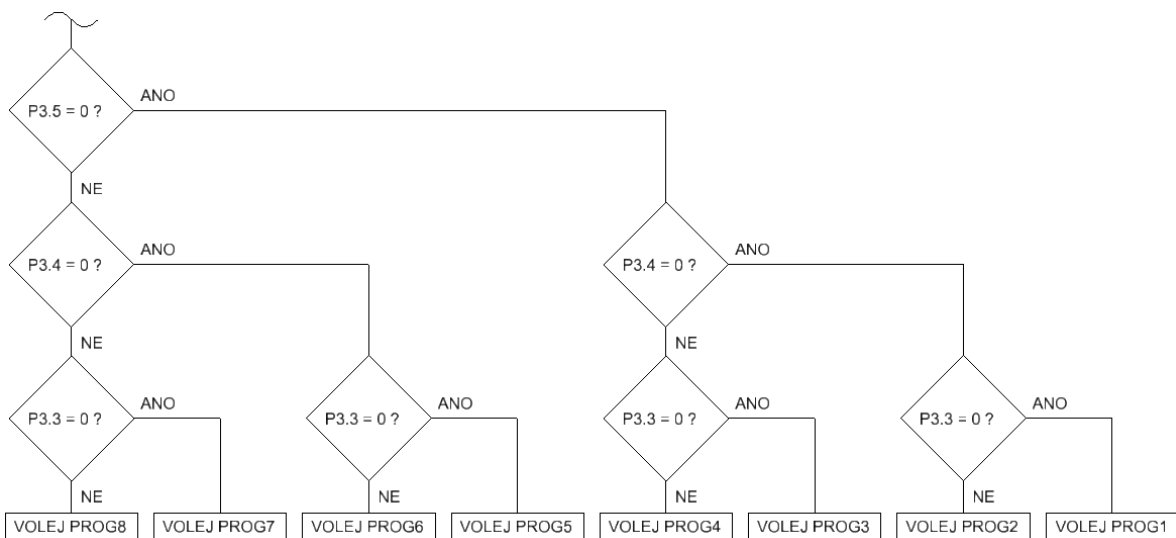 ANO
P3.5 = 0 ?
NE
ANO
ANO
P3.4 = 0 ?
P3.4 = 0 ?
NE
NE
ANO
ANO
ANO
ANO
P3.3 = 0 ?
P3.3 = 0 ?
P3.3 = 0 ?
P3.3 = 0 ?
NE
NE
NE
NE
VOLEJ PROG8
VOLEJ PROG7
VOLEJ PROG6
VOLEJ PROG5
VOLEJ PROG4
VOLEJ PROG3
VOLEJ PROG2
VOLEJ PROG1